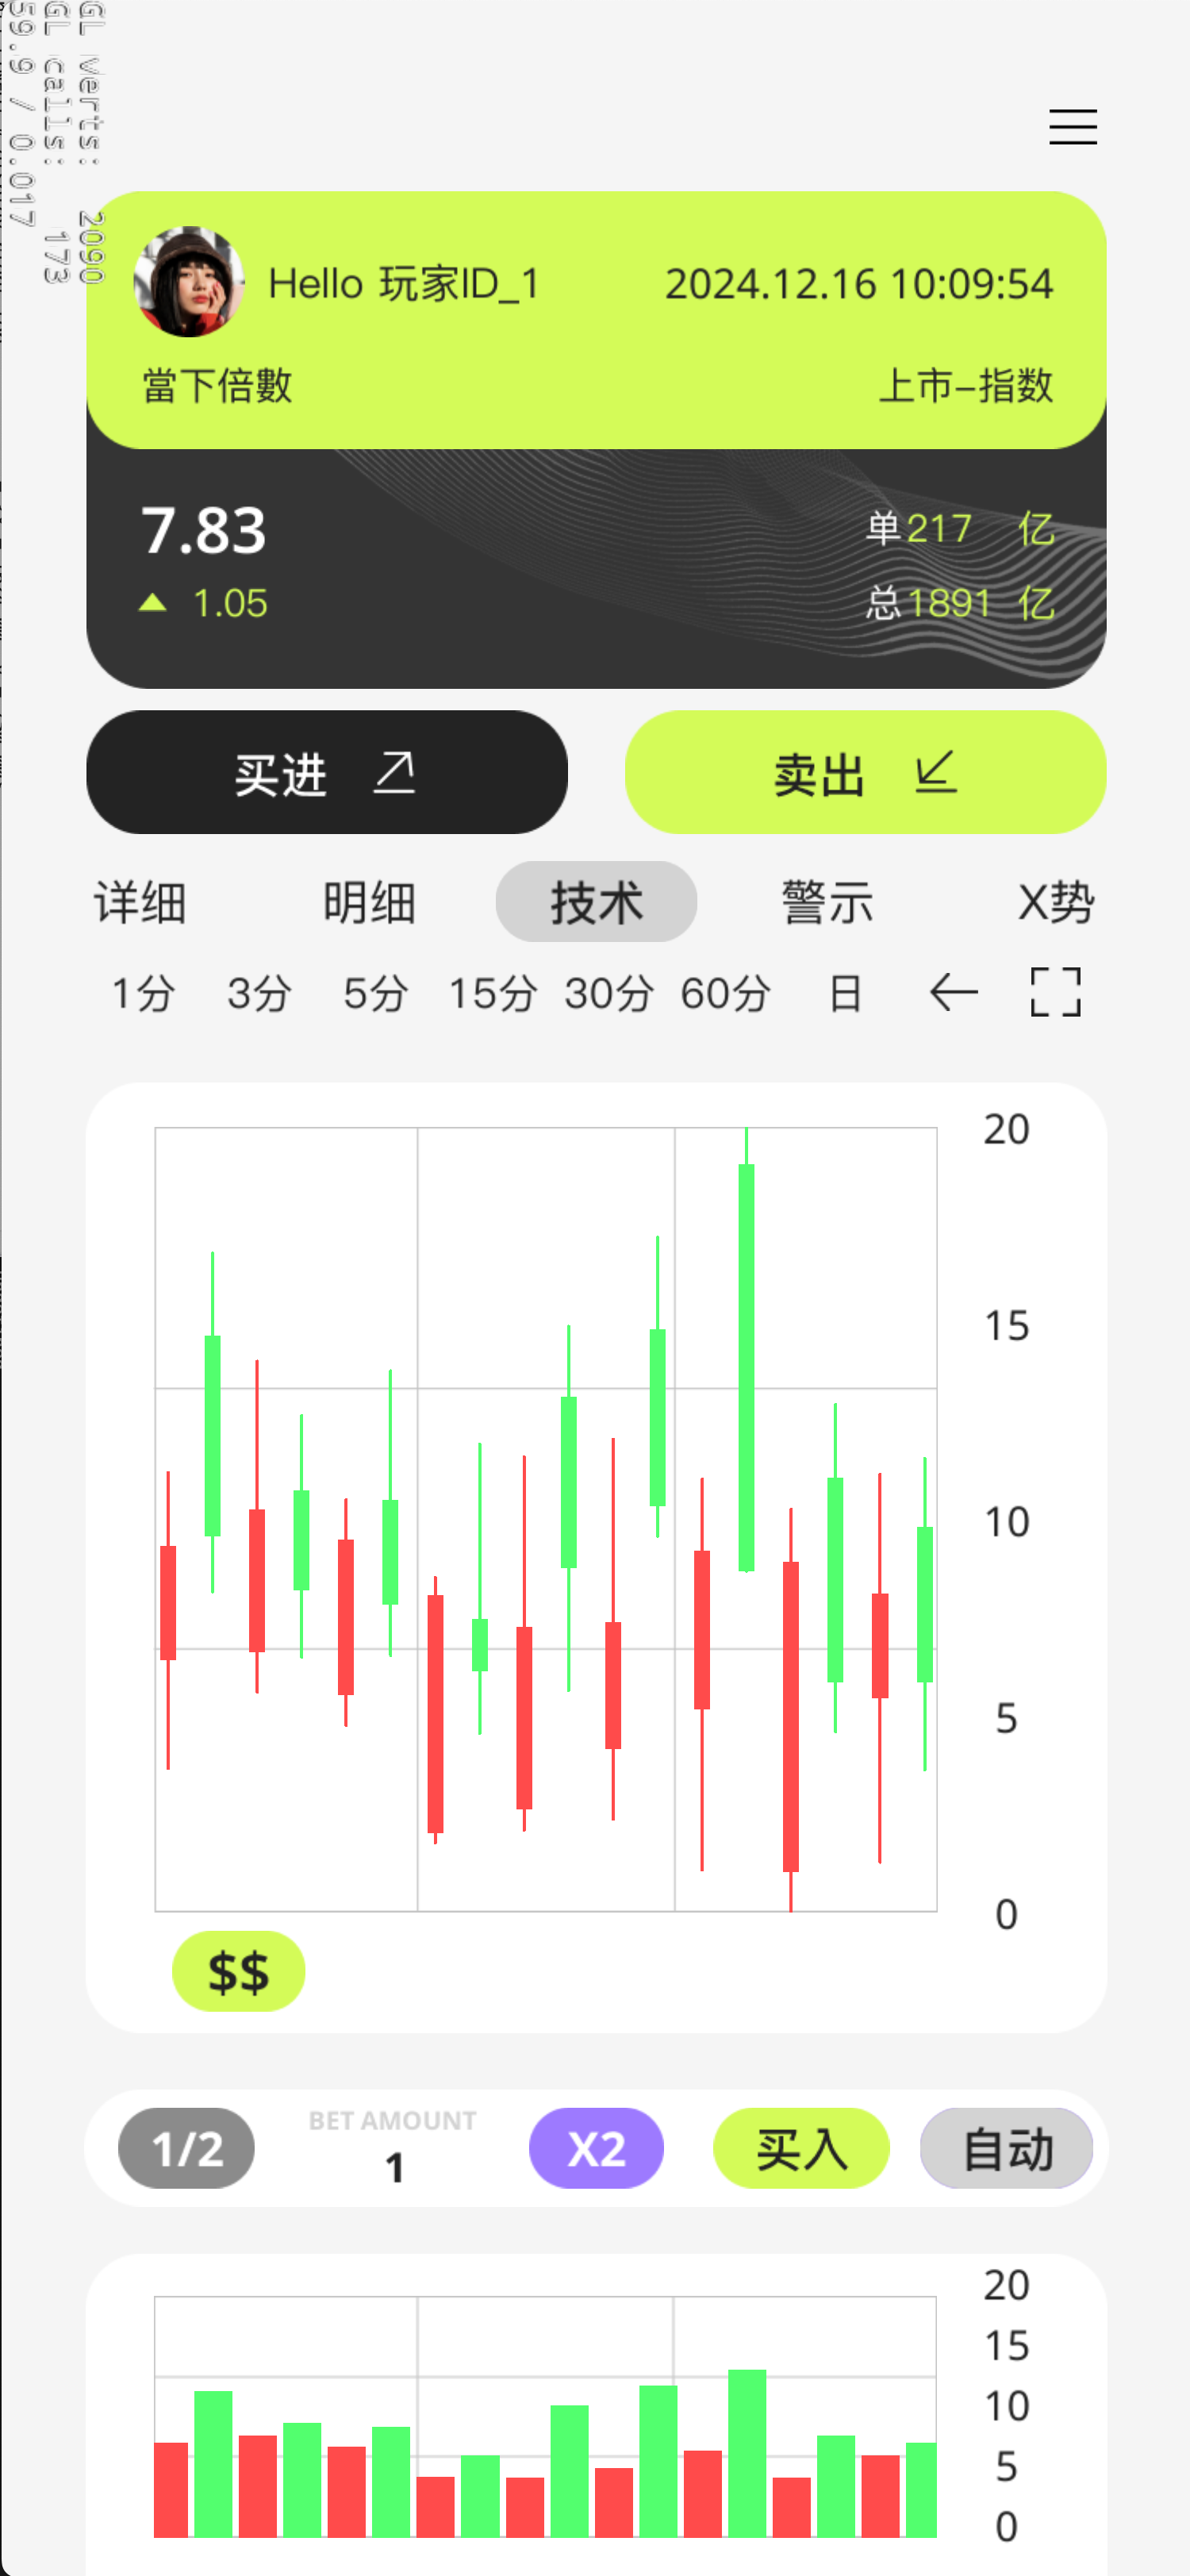 GL verts: 2090
GL calls: 173
59.9 / 0.017
Hello 玩家ID_1
2024.12.16 10:09:54
當下倍數
上市-指数
7.83
单217 亿
1.05
总1891 亿
买进
卖出
详细 明细 技术 警示 X势
1分 3分 5分 15分 30分 60分 日
20
15
10
5
0
$$
1/2
BET AMOUNT
1
X2
买入
自动
20
15
10
5
0